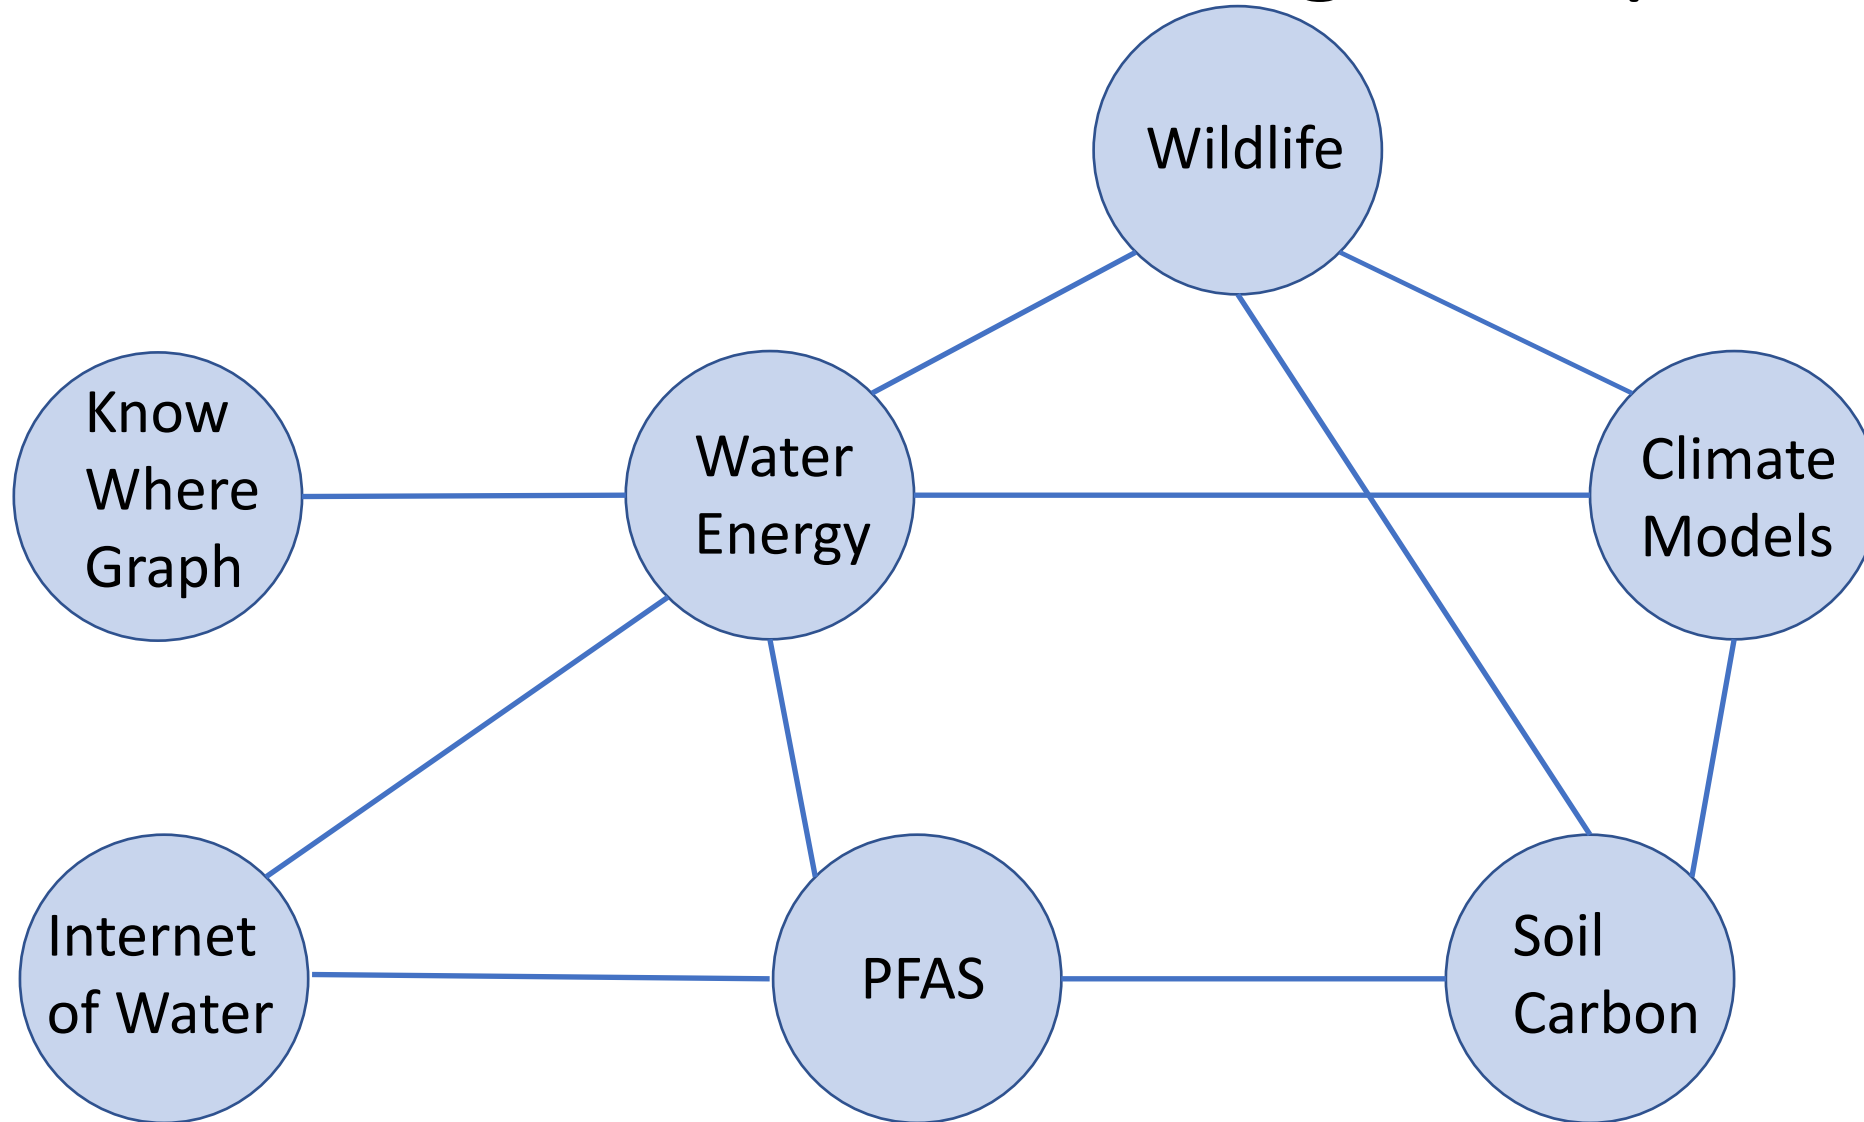 Wildlife
Know
Where
Graph
Water
Energy
Climate
Models
Internet
of Water
PFAS
Soil
Carbon